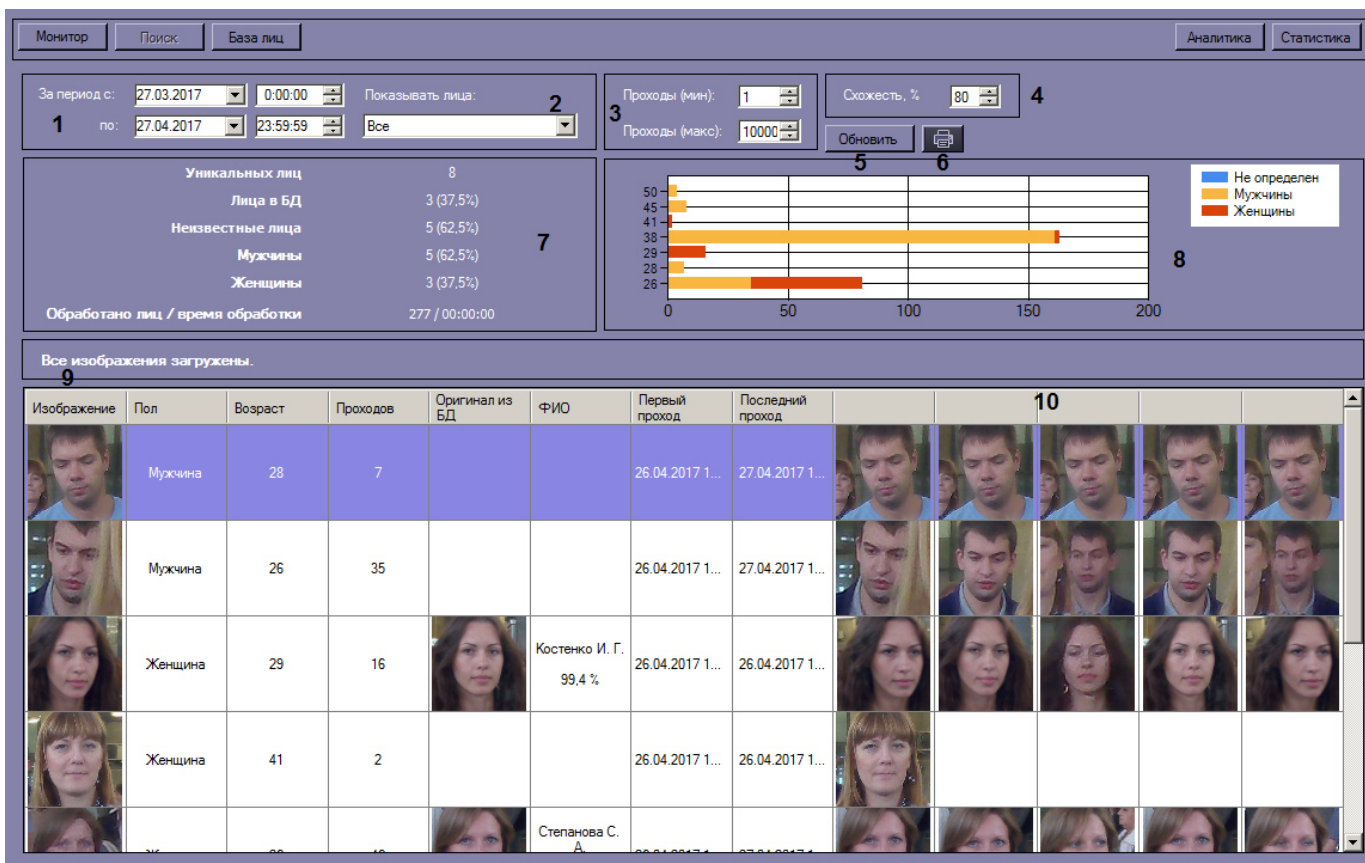 Монитор Поиск База лиц Аналитика Статистика
За период с: 27.03.2017 0:00:00 Показывать лица: 2 Проходы (мин): 1 Схожесть, % 80 4
1 по: 27.04.2017 23:59:59 Все 3 Проходы (макс): 10000 Обновить
5 6
Уникальных лиц 8
Лица в БД 3 (37,5%)
Неизвестные лица 5 (62,5%)
Мужчины 5 (62,5%)
Женщины 3 (37,5%)
Обработано лиц / время обработки 277 / 00:00:00
7
50
45
41
38
29
28
26
0 50 100 150 200
Не определен
Мужчины
Женщины
8
Все изображения загружены.
9 10
Изображение Пол Возраст Проходов Оригинал из БД ФИО Первый проход Последний проход
Мужчина 28 7 26.04.2017 1... 27.04.2017 1...
Мужчина 26 35 26.04.2017 1... 27.04.2017 1...
Женщина 29 16 Костенко И. Г. 99,4 % 26.04.2017 1... 26.04.2017 1...
Женщина 41 2 26.04.2017 1... 26.04.2017 1...
Степанова С. А.